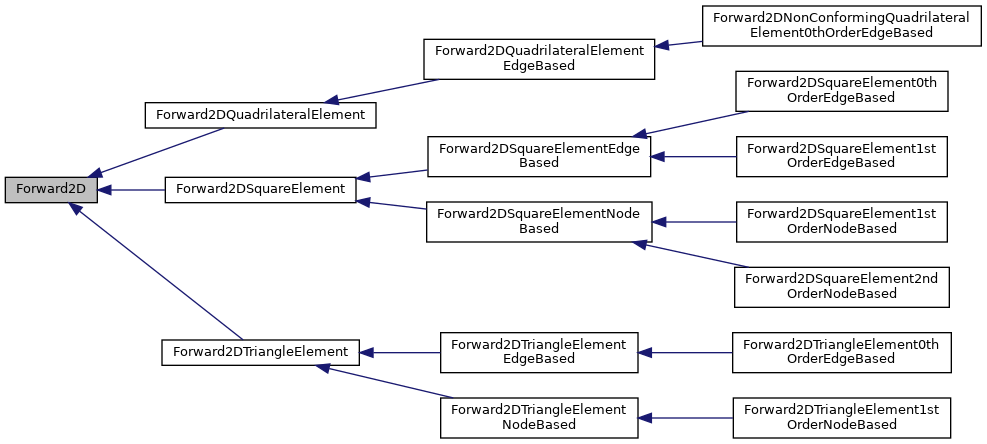 Forward2D
Forward2DQuadrilateralElement
Forward2DQuadrilateralElement
EdgeBased
Forward2DNonConformingQuadrilateral
Element0thOrderEdgeBased
Forward2DSquareElement
Forward2DSquareElementEdge
Based
Forward2DSquareElement0th
OrderEdgeBased
Forward2DSquareElement1st
OrderEdgeBased
Forward2DSquareElementNode
Based
Forward2DSquareElement1st
OrderNodeBased
Forward2DSquareElement2nd
OrderNodeBased
Forward2DTriangleElement
Forward2DTriangleElement
EdgeBased
Forward2DTriangleElement0th
OrderEdgeBased
Forward2DTriangleElement
NodeBased
Forward2DTriangleElement1st
OrderNodeBased